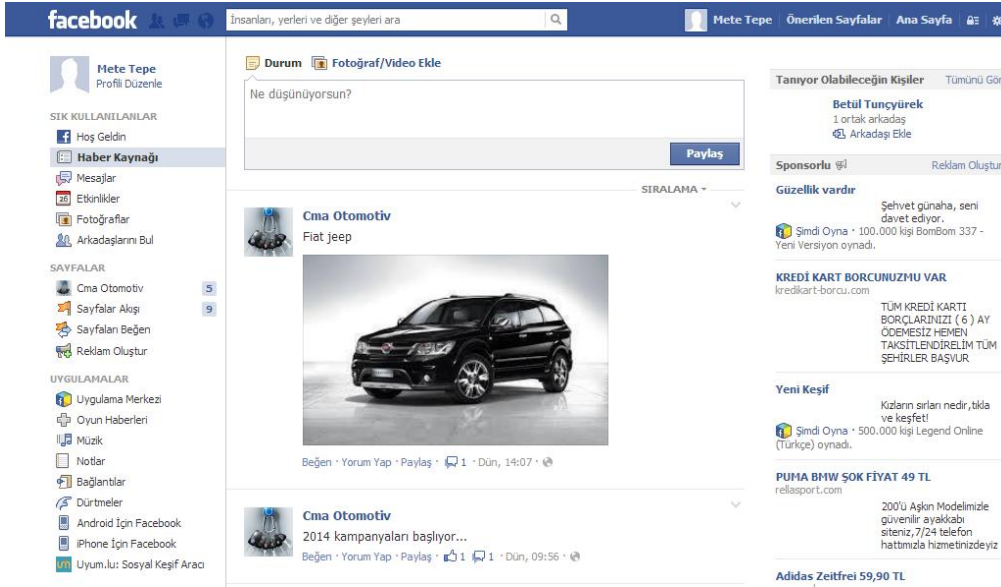 facebook
İnsanları, yerleri ve diğer şeyleri ara
Mete Tepe
Önerilen Sayfalar
Ana Sayfa
Mete Tepe
Profili Düzenle
SIK KULLANILANLAR
Hoş Geldin
Haber Kaynağı
Mesajlar
26 Etkinlikler
Fotoğraflar
Arkadaşlarını Bul
SAYFALAR
Cma Otomotiv 5
Sayfalar Akışı 9
Sayfaları Beğen
Reklam Oluştur
UYGULAMALAR
Uygulama Merkezi
Oyun Haberleri
Müzik
Notlar
Bağlantılar
Dürtmeler
Android İçin Facebook
iPhone İçin Facebook
Uyum.lu: Sosyal Keşif Aracı
Durum Fotoğraf/Video Ekle
Ne düşünüyorsun?
Paylaş
SIRALAMA
Cma Otomotiv
Fiat jeep
Beğen · Yorum Yap · Paylaş · 1 · Dün, 14:07 ·
Cma Otomotiv
2014 kampanyaları başlıyor...
Beğen · Yorum Yap · Paylaş · 1 1 · Dün, 09:56 ·
Tanıyor Olabileceğin Kişiler Tümünü Gör
Betül Tunçyürek
1 ortak arkadaş
Arkadaşı Ekle
Sponsorlu Reklam Oluştur
Güzellik vardır
Şehvet günaha, seni
davet ediyor.
Şimdi Oyna · 100.000 kişi BomBom 337 -
Yeni Versiyon oynadı.
KREDİ KART BORCUNUZMU VAR
kredikart-borcu.com
TÜM KREDİ KARTI
BORÇLARINIZI ( 6 ) AY
ÖDEMESİZ HEMEN
TAKSİTLENDİRELİM TÜM
ŞEHİRLER BAŞVUR
Yeni Keşif
Kızların sırları nedir,tıkla
ve keşfet!
Şimdi Oyna · 500.000 kişi Legend Online
(Türkçe) oynadı.
PUMA BMW ŞOK FİYAT 49 TL
rellasport.com
200'ü Aşkın Modelimizle
güvenilir ayakkabı
siteniz,7/24 telefon
hattımızla hizmetinizdeyiz
Adidas Zeitfrei 59,90 TL